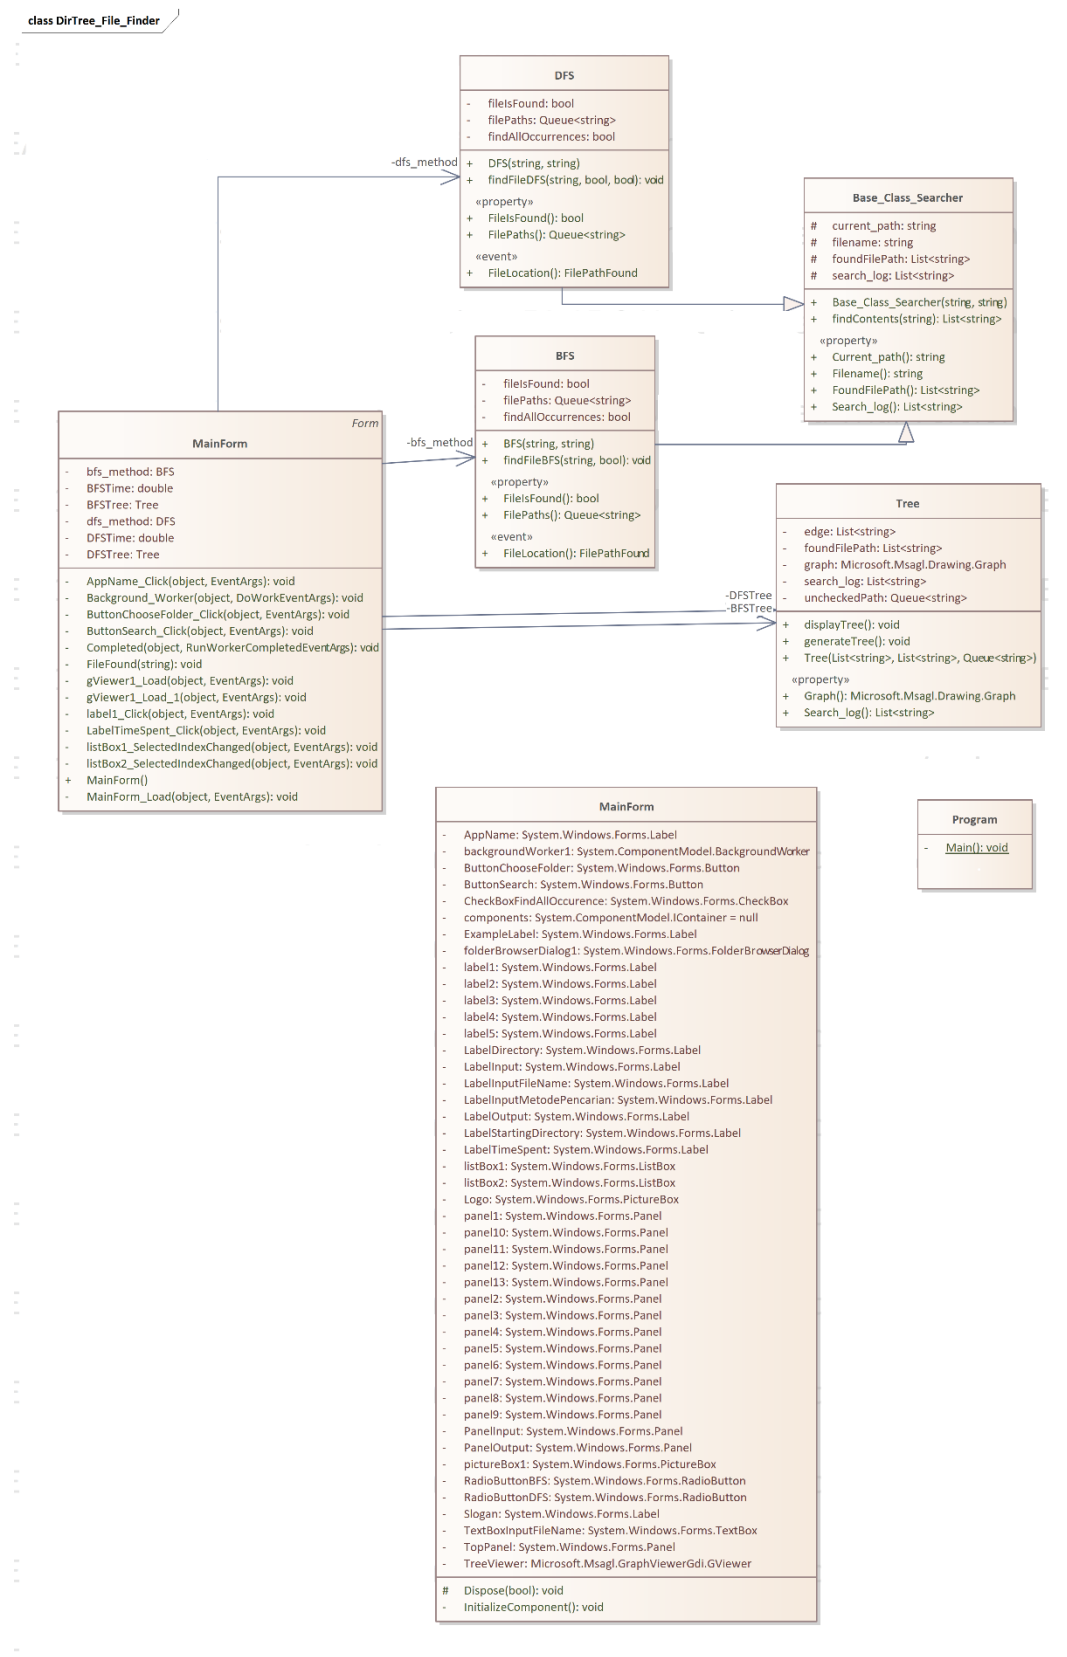 class DirTree_File_Finder
DFS
- fileIsFound: bool
- filePaths: Queue<string>
- findAllOccurrences: bool
+ DFS(string, string)
+ findFileDFS(string, bool, bool): void
«property»
+ FileIsFound(): bool
+ FilePaths(): Queue<string>
«event»
+ FileLocation(): FilePathFound
-dfs_method
Base_Class_Searcher
# current_path: string
# filename: string
# foundFilePath: List<string>
# search_log: List<string>
+ Base_Class_Searcher(string, string)
+ findContents(string): List<string>
«property»
+ Current_path(): string
+ Filename(): string
+ FoundFilePath(): List<string>
+ Search_log(): List<string>
BFS
- fileIsFound: bool
- filePaths: Queue<string>
- findAllOccurrences: bool
+ BFS(string, string)
+ findFileBFS(string, bool): void
«property»
+ FileIsFound(): bool
+ FilePaths(): Queue<string>
«event»
+ FileLocation(): FilePathFound
-bfs_method
Form
MainForm
- bfs_method: BFS
- BFSTime: double
- BFSTree: Tree
- dfs_method: DFS
- DFSTime: double
- DFSTree: Tree
- AppName_Click(object, EventArgs): void
- Background_Worker(object, DoWorkEventArgs): void
- ButtonChooseFolder_Click(object, EventArgs): void
- ButtonSearch_Click(object, EventArgs): void
- Completed(object, RunWorkerCompletedEventArgs): void
- FileFound(string): void
- gViewer1_Load(object, EventArgs): void
- gViewer1_Load_1(object, EventArgs): void
- label1_Click(object, EventArgs): void
- LabelTimeSpent_Click(object, EventArgs): void
- listBox1_SelectedIndexChanged(object, EventArgs): void
- listBox2_SelectedIndexChanged(object, EventArgs): void
+ MainForm()
- MainForm_Load(object, EventArgs): void
-DFSTree
-BFSTree
Tree
- edge: List<string>
- foundFilePath: List<string>
- graph: Microsoft.Msagl.Drawing.Graph
- search_log: List<string>
- uncheckedPath: Queue<string>
+ displayTree(): void
+ generateTree(): void
+ Tree(List<string>, List<string>, Queue<string>)
«property»
+ Graph(): Microsoft.Msagl.Drawing.Graph
+ Search_log(): List<string>
MainForm
- AppName: System.Windows.Forms.Label
- backgroundWorker1: System.ComponentModel.BackgroundWorker
- ButtonChooseFolder: System.Windows.Forms.Button
- ButtonSearch: System.Windows.Forms.Button
- CheckBoxFindAllOccurence: System.Windows.Forms.CheckBox
- components: System.ComponentModel.IContainer = null
- ExampleLabel: System.Windows.Forms.Label
- folderBrowserDialog1: System.Windows.Forms.FolderBrowserDialog
- label1: System.Windows.Forms.Label
- label2: System.Windows.Forms.Label
- label3: System.Windows.Forms.Label
- label4: System.Windows.Forms.Label
- label5: System.Windows.Forms.Label
- LabelDirectory: System.Windows.Forms.Label
- LabelInput: System.Windows.Forms.Label
- LabelInputFileName: System.Windows.Forms.Label
- LabelInputMetodePencarian: System.Windows.Forms.Label
- LabelOutput: System.Windows.Forms.Label
- LabelStartingDirectory: System.Windows.Forms.Label
- LabelTimeSpent: System.Windows.Forms.Label
- listBox1: System.Windows.Forms.ListBox
- listBox2: System.Windows.Forms.ListBox
- Logo: System.Windows.Forms.PictureBox
- panel1: System.Windows.Forms.Panel
- panel10: System.Windows.Forms.Panel
- panel11: System.Windows.Forms.Panel
- panel12: System.Windows.Forms.Panel
- panel13: System.Windows.Forms.Panel
- panel2: System.Windows.Forms.Panel
- panel3: System.Windows.Forms.Panel
- panel4: System.Windows.Forms.Panel
- panel5: System.Windows.Forms.Panel
- panel6: System.Windows.Forms.Panel
- panel7: System.Windows.Forms.Panel
- panel8: System.Windows.Forms.Panel
- panel9: System.Windows.Forms.Panel
- PanelInput: System.Windows.Forms.Panel
- PanelOutput: System.Windows.Forms.Panel
- pictureBox1: System.Windows.Forms.PictureBox
- RadioButtonBFS: System.Windows.Forms.RadioButton
- RadioButtonDFS: System.Windows.Forms.RadioButton
- Slogan: System.Windows.Forms.Label
- TextBoxInputFileName: System.Windows.Forms.TextBox
- TopPanel: System.Windows.Forms.Panel
- TreeViewer: Microsoft.Msagl.GraphViewerGdi.GViewer
# Dispose(bool): void
- InitializeComponent(): void
Program
- Main(): void